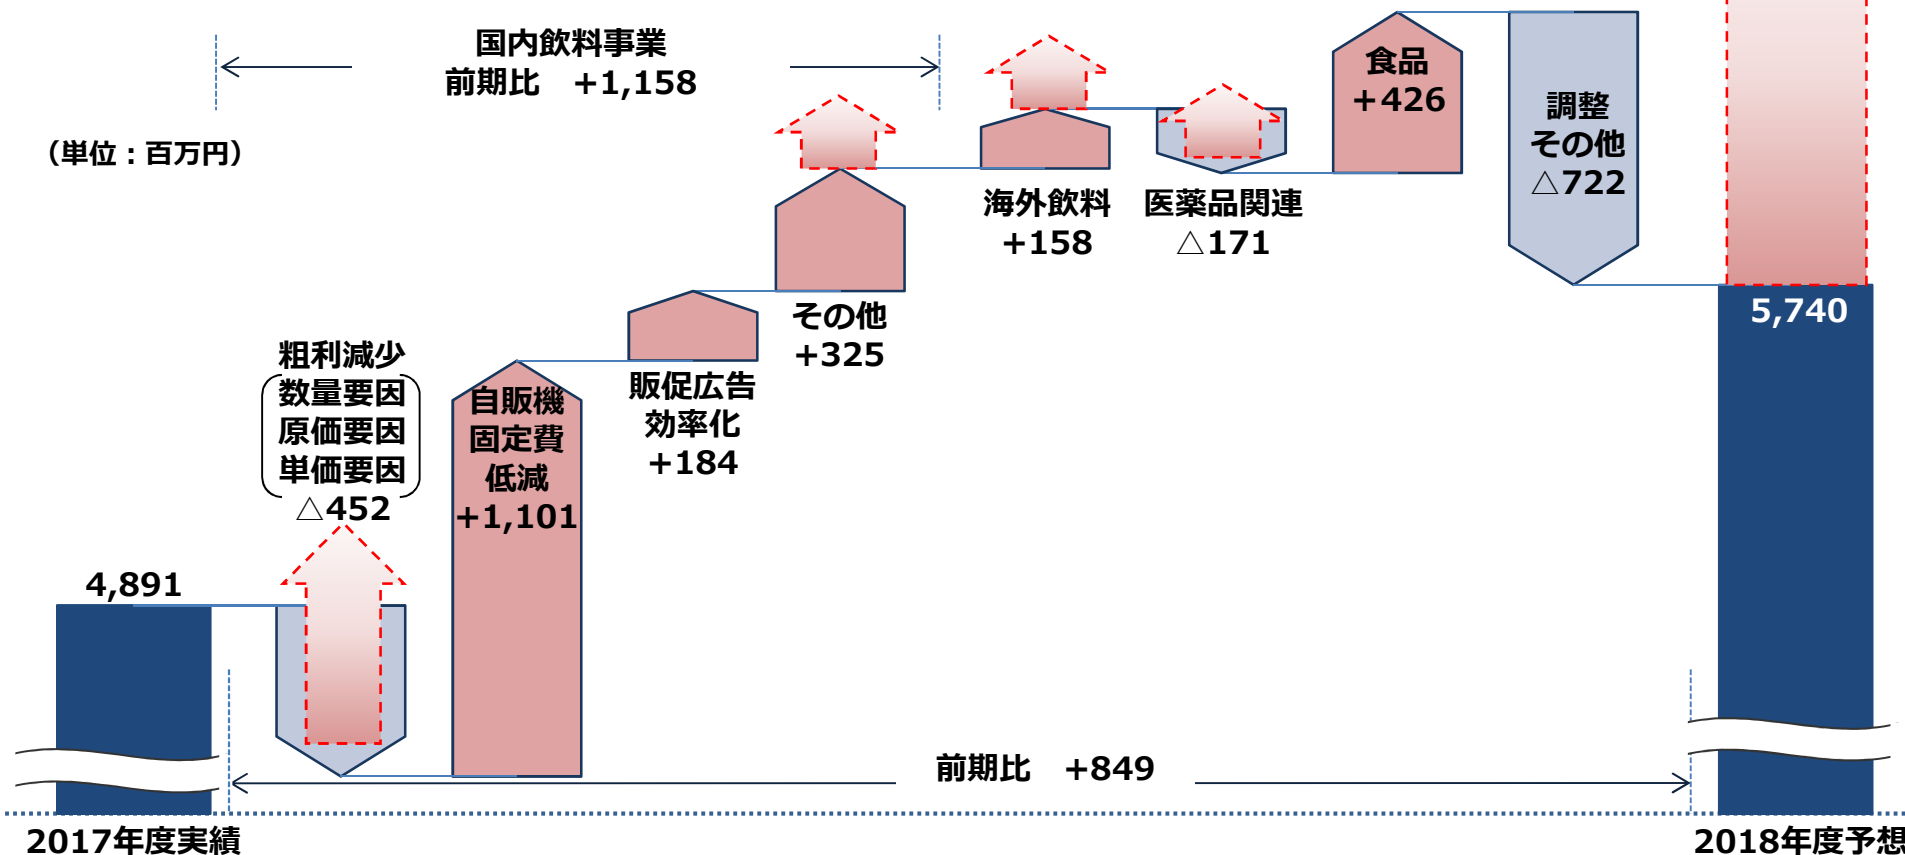 国内飲料事業
前期比 +1,158
(単位:百万円)
粗利減少
数量要因
原価要因
単価要因
△452
自販機
固定費
低減
+1,101
販促広告
効率化
+184
その他
+325
海外飲料
+158
医薬品関連
△171
食品
+426
調整
その他
△722
4,891
5,740
前期比 +849
2017年度実績
2018年度予想